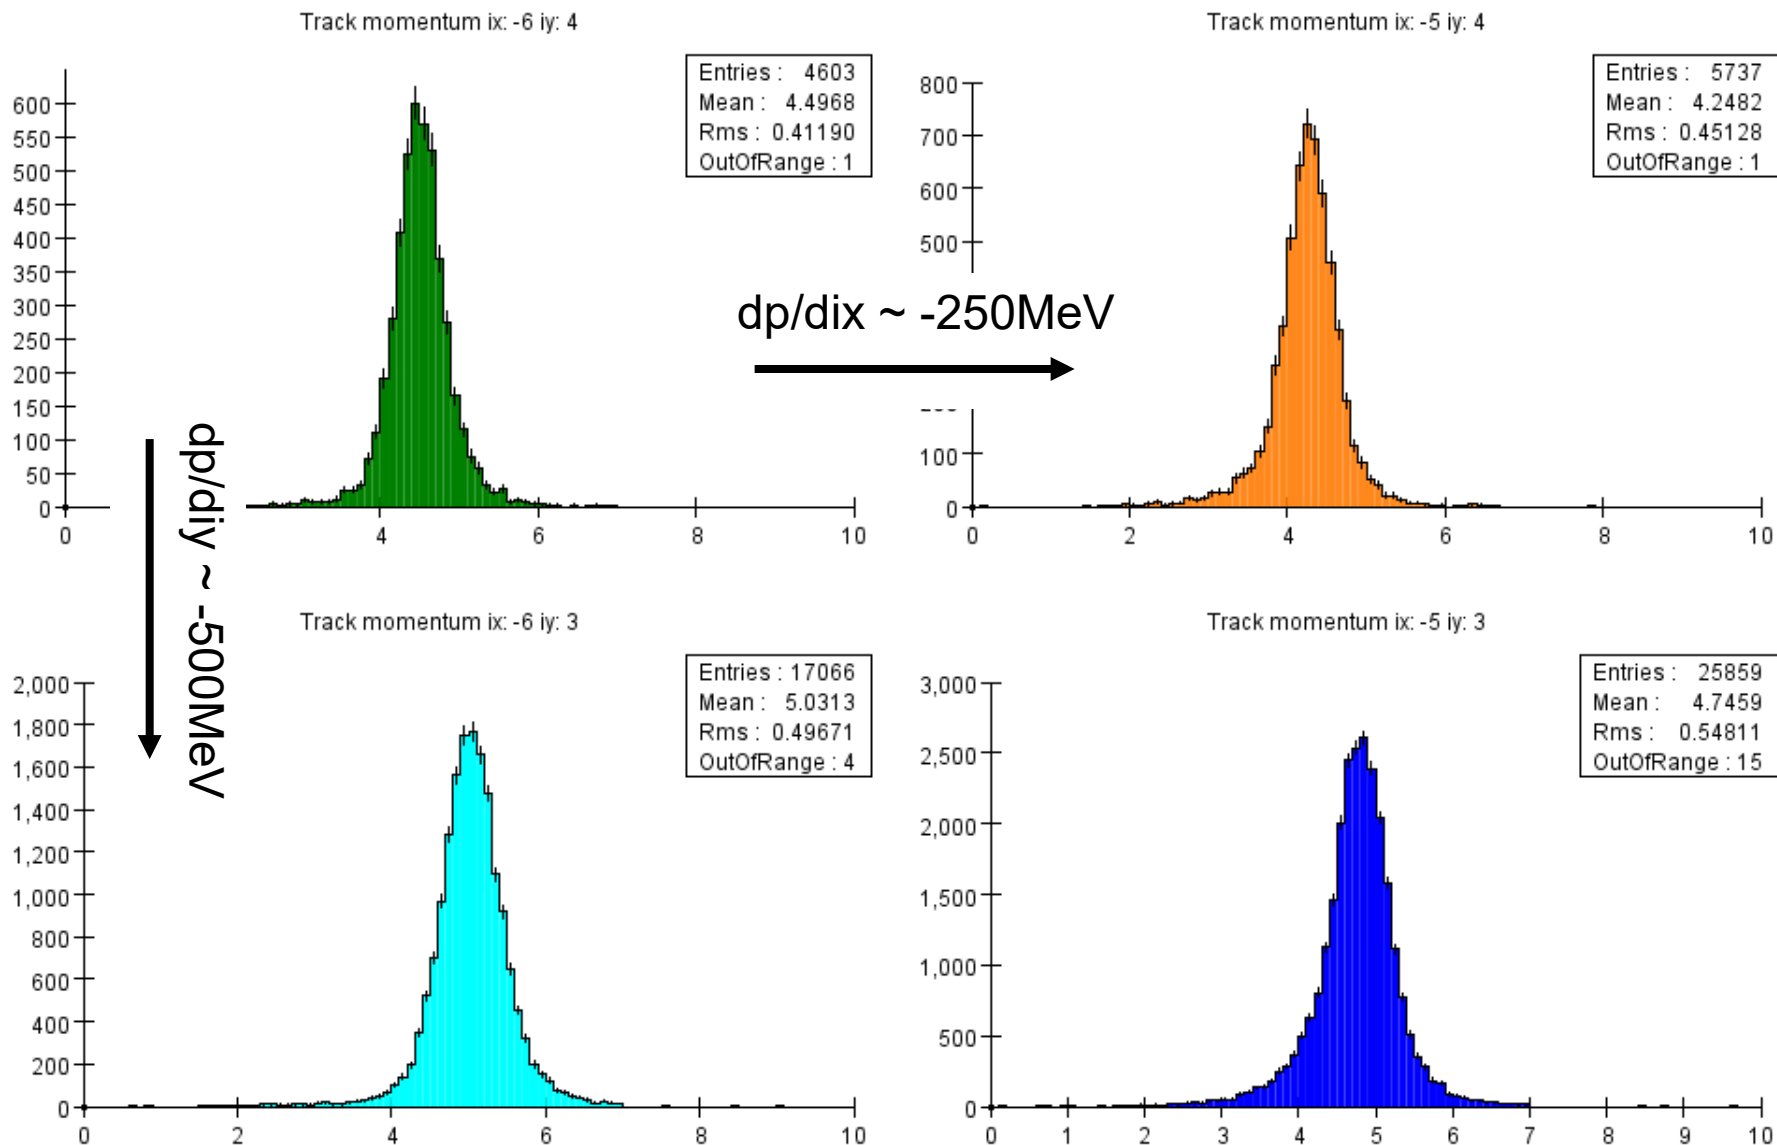 Track momentum ix: -6 iy: 4
Entries : 4603
Mean : 4.4968
Rms : 0.41190
OutOfRange : 1
600
550
500
450
400
350
300
250
200
150
100
50
0
0 4 6 8 10
Track momentum ix: -5 iy: 4
Entries : 5737
Mean : 4.2482
Rms : 0.45128
OutOfRange : 1
800
700
600
500
100
0
0 2 4 6 8 10
dp/dix ~ -250MeV
dp/diy ~ -500MeV
Track momentum ix: -6 iy: 3
Entries : 17066
Mean : 5.0313
Rms : 0.49671
OutOfRange : 4
2,000
1,800
1,600
1,400
1,200
1,000
800
600
400
200
0
0 2 4 6 8 10
Track momentum ix: -5 iy: 3
Entries : 25859
Mean : 4.7459
Rms : 0.54811
OutOfRange : 15
3,000
2,500
2,000
1,500
1,000
500
0
0 1 2 3 4 5 6 7 8 9 10